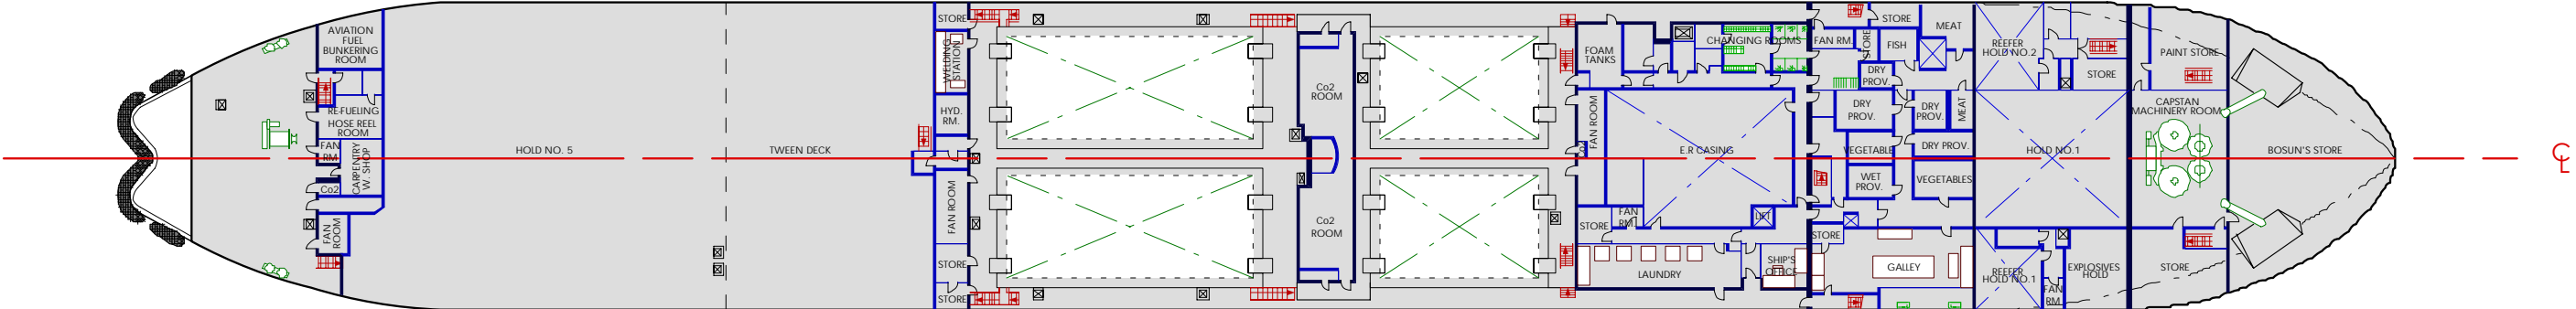 AVIATION
FUEL
BUNKERING
ROOM
RE-FUELING
HOSE REEL
ROOM
FAN
RM
CARPENTRY
W. SHOP
Co2
FAN
ROOM
HOLD NO. 5
TWEEN DECK
STORE
WELDING
STATION
HYD.
RM.
FAN ROOM
STORE
STORE
Co2
ROOM
Co2
ROOM
FOAM
TANKS
CHANGING ROOMS
FAN ROOM
E.R CASING
STORE
FAN
RM.
LIFT
LAUNDRY
SHIP'S
OFFICE
FAN RM.
STORE
STORE
FISH
MEAT
DRY
PROV.
DRY
PROV.
DRY
PROV.
MEAT
VEGETABLE
DRY PROV.
WET
PROV.
VEGETABLES
STORE
GALLEY
REEFER
HOLD NO.2
STORE
HOLD NO.1
REEFER
HOLD NO.1
FAN
RM.
EXPLOSIVES
HOLD
PAINT STORE
CAPSTAN
MACHINERY ROOM
STORE
BOSUN'S STORE